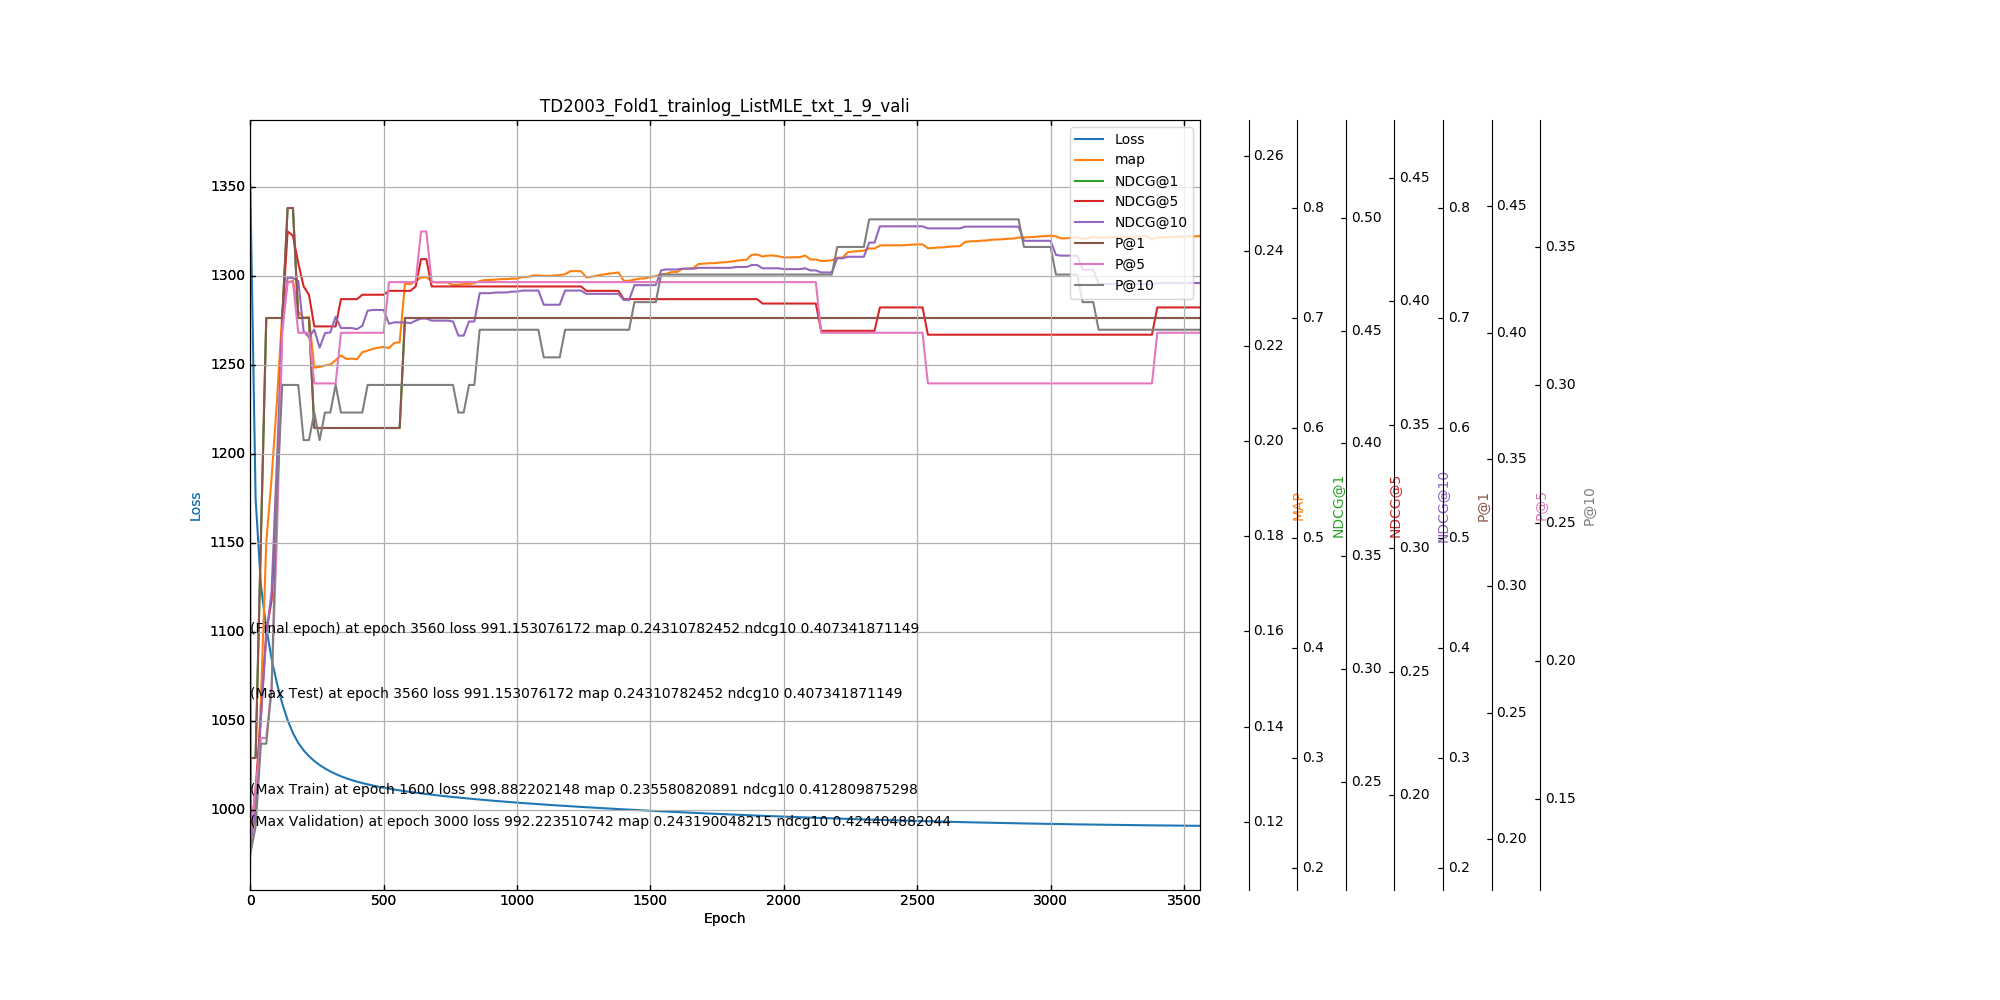 TD2003_Fold1_trainlog_ListMLE_txt_1_9_vali
Loss
map
NDCG@1
NDCG@5
NDCG@10
P@1
P@5
P@10
1350
1300
1250
1200
1150
1100
1050
1000
Loss
(Final epoch) at epoch 3560 loss 991.153076172 map 0.24310782452 ndcg10 0.407341871149
(Max Test) at epoch 3560 loss 991.153076172 map 0.24310782452 ndcg10 0.407341871149
(Max Train) at epoch 1600 loss 998.882202148 map 0.235580820891 ndcg10 0.412809875298
(Max Validation) at epoch 3000 loss 992.223510742 map 0.243190048215 ndcg10 0.424404882044
0 500 1000 1500 2000 2500 3000 3500
Epoch
0.26
0.24
0.22
0.20
0.18
0.16
0.14
0.12
MAP
0.8
0.7
0.6
0.5
0.4
0.3
0.2
NDCG@1
0.50
0.45
0.40
0.35
0.30
0.25
NDCG@5
0.45
0.40
0.35
0.30
0.25
0.20
NDCG@10
0.8
0.7
0.6
0.5
0.4
0.3
0.2
P@1
0.45
0.40
0.35
0.30
0.25
0.20
P@5
0.35
0.30
0.25
0.20
0.15
P@10